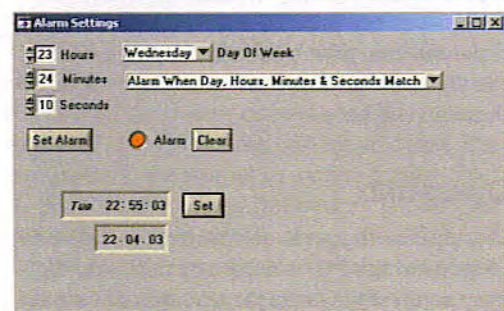 Alarm Settings
23 Hours Wednesday Day Of Week
24 Minutes Alarm When Day, Hours, Minutes & Seconds Match
10 Seconds
Set Alarm Alarm Clear
Tue 22:55:03 Set
22.04.03